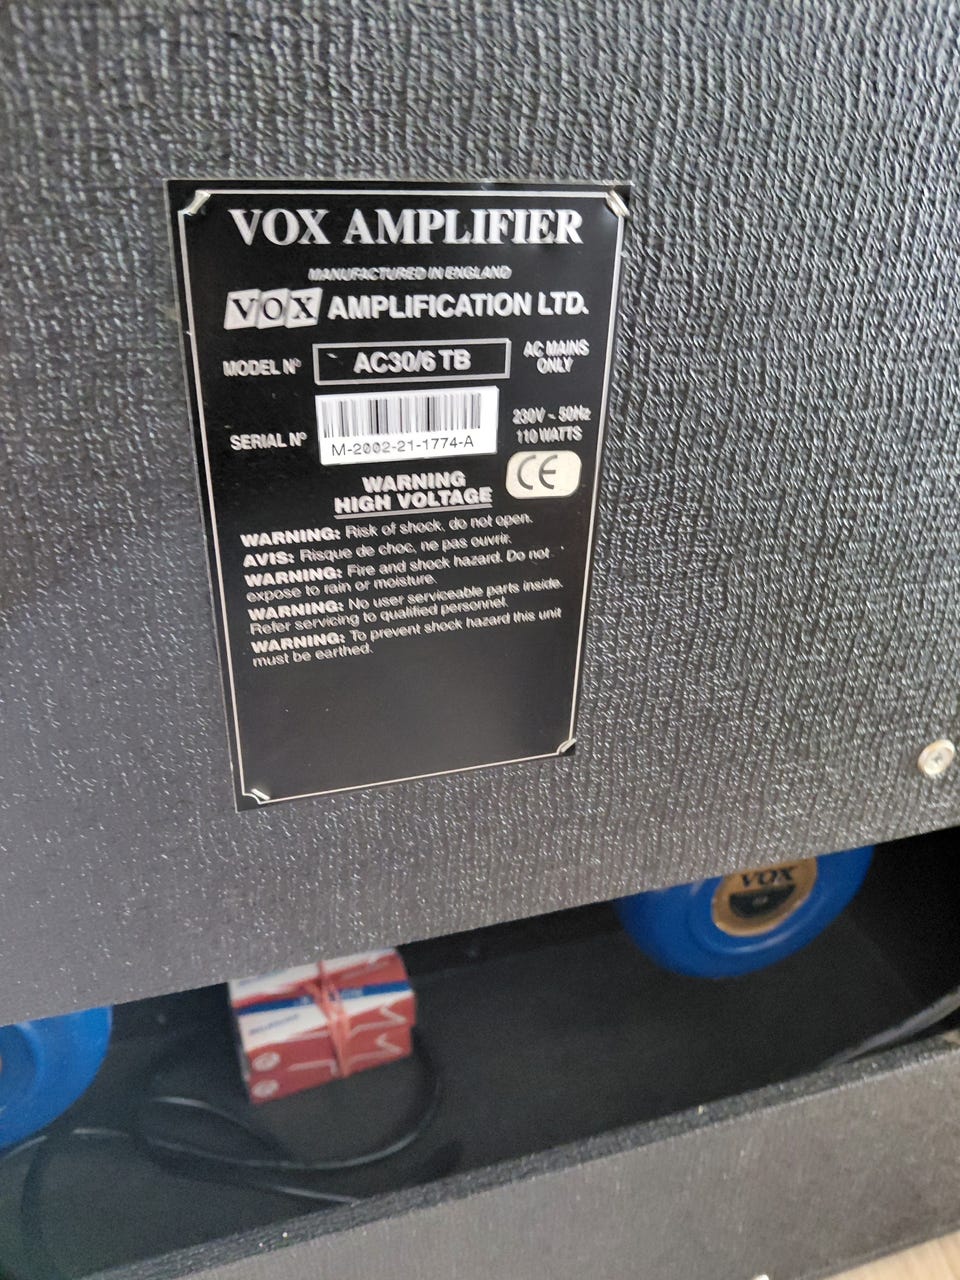 VOX AMPLIFIER
MANUFACTURED IN ENGLAND
VOX AMPLIFICATION LTD.
MODEL Nº AC30/6 TB AC MAINS ONLY
SERIAL Nº M-2002-21-1774-A 230V ~ 50Hz
110 WATTS
CE
WARNING
HIGH VOLTAGE
WARNING: Risk of shock, do not open.
AVIS: Risque de choc, ne pas ouvrir.
WARNING: Fire and shock hazard. Do not
expose to rain or moisture.
WARNING: No user serviceable parts inside.
Refer servicing to qualified personnel.
WARNING: To prevent shock hazard this unit
must be earthed.
VOX